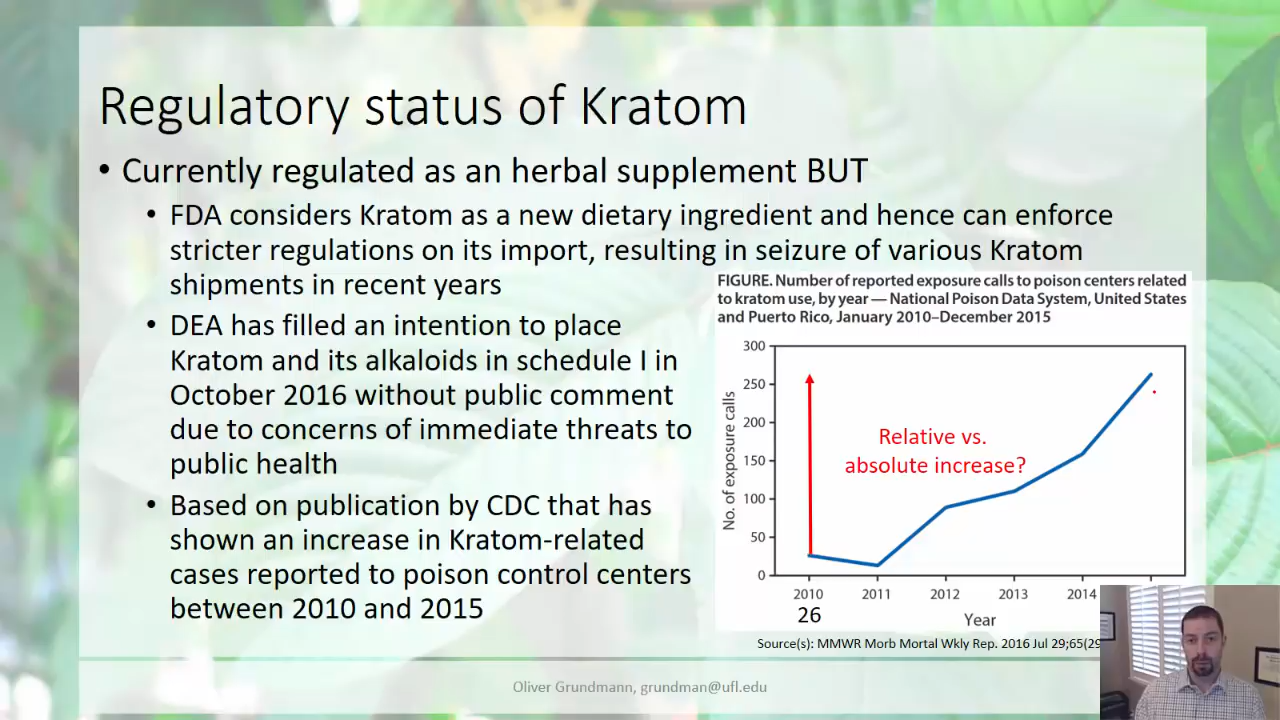 Regulatory status of Kratom
• Currently regulated as an herbal supplement BUT
• FDA considers Kratom as a new dietary ingredient and hence can enforce
stricter regulations on its import, resulting in seizure of various Kratom
shipments in recent years
• DEA has filled an intention to place
Kratom and its alkaloids in schedule I in
October 2016 without public comment
due to concerns of immediate threats to
public health
• Based on publication by CDC that has
shown an increase in Kratom-related
cases reported to poison control centers
between 2010 and 2015
FIGURE. Number of reported exposure calls to poison centers related
to kratom use, by year — National Poison Data System, United States
and Puerto Rico, January 2010–December 2015
300
250
200
150
100
50
0
No. of exposure calls
Relative vs.
absolute increase?
2010 2011 2012 2013 2014
26
Year
Source(s): MMWR Morb Mortal Wkly Rep. 2016 Jul 29;65(29
Oliver Grundmann, grundman@ufl.edu